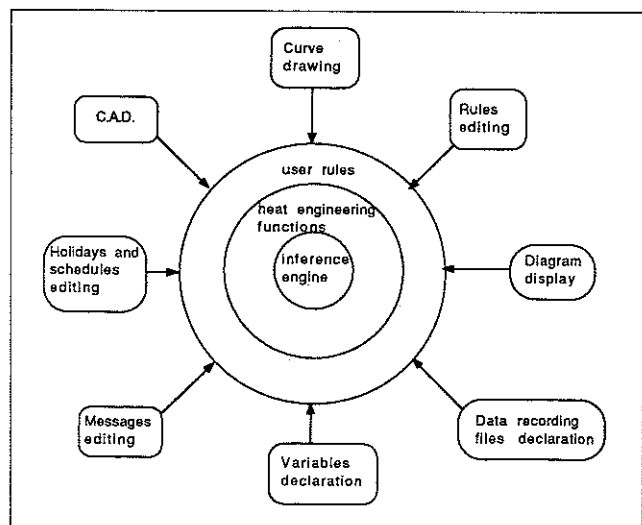 Curve
drawing
C.A.D.
Rules
editing
user rules
heat engineering
functions
inference
engine
Holidays and
schedules
editing
Diagram
display
Messages
editing
Variables
declaration
Data recording
files declaration